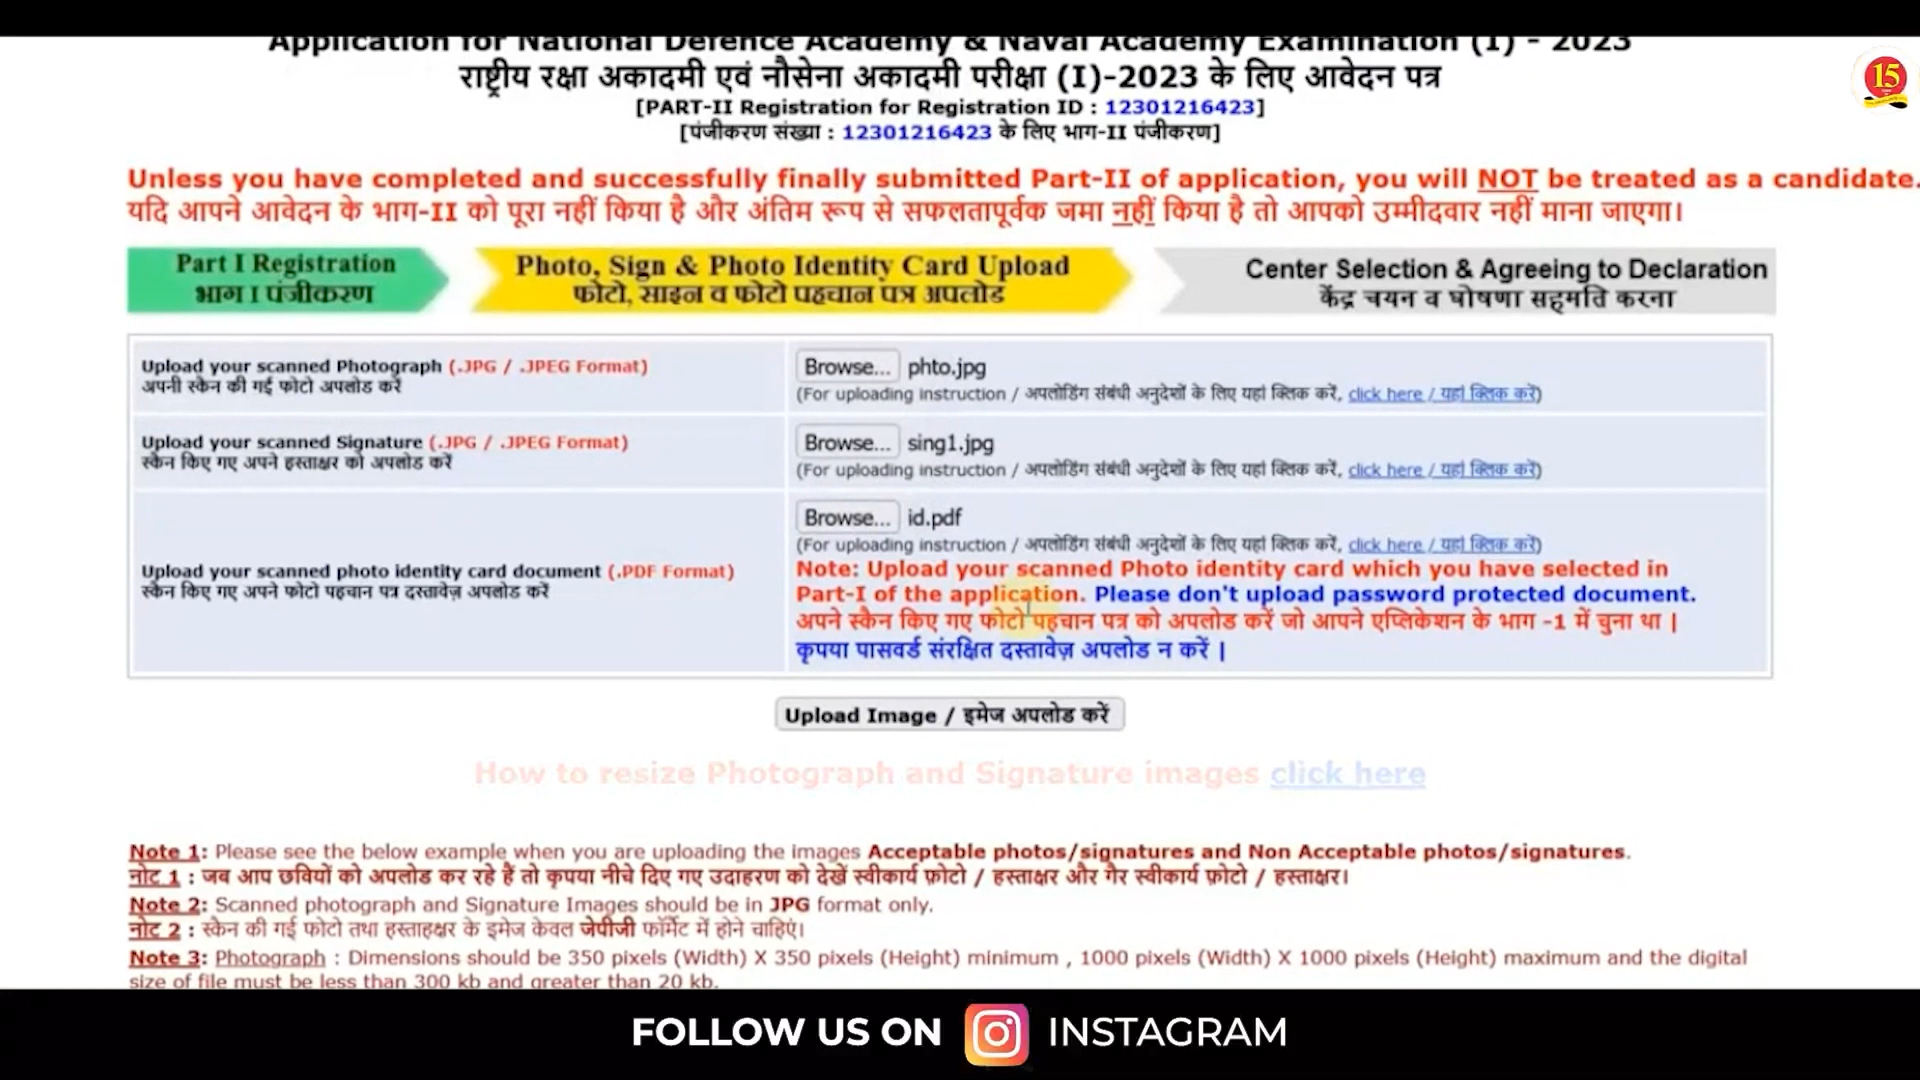 Application for National Defence Academy & Naval Academy Examination (I) - 2023
राष्ट्रीय रक्षा अकादमी एवं नौसेना अकादमी परीक्षा (I)-2023 के लिए आवेदन पत्र
[PART-II Registration for Registration ID : 12301216423]
[पंजीकरण संख्या : 12301216423 के लिए भाग-II पंजीकरण]
15
Unless you have completed and successfully finally submitted Part-II of application, you will NOT be treated as a candidate.
यदि आपने आवेदन के भाग-II को पूरा नहीं किया है और अंतिम रूप से सफलतापूर्वक जमा नहीं किया है तो आपको उम्मीदवार नहीं माना जाएगा।
Part I Registration
भाग I पंजीकरण
Photo, Sign & Photo Identity Card Upload
फोटो, साइन व फोटो पहचान पत्र अपलोड
Center Selection & Agreeing to Declaration
केंद्र चयन व घोषणा सहमति करना
Upload your scanned Photograph (.JPG / .JPEG Format)
अपनी स्कैन की गई फोटो अपलोड करें
Browse... phto.jpg
(For uploading instruction / अपलोडिंग संबंधी अनुदेशों के लिए यहां क्लिक करें, click here / यहां क्लिक करें)
Upload your scanned Signature (.JPG / .JPEG Format)
स्कैन किए गए अपने हस्ताक्षर को अपलोड करें
Browse... sing1.jpg
(For uploading instruction / अपलोडिंग संबंधी अनुदेशों के लिए यहां क्लिक करें, click here / यहां क्लिक करें)
Upload your scanned photo identity card document (.PDF Format)
स्कैन किए गए अपने फोटो पहचान पत्र दस्तावेज़ अपलोड करें
Browse... id.pdf
(For uploading instruction / अपलोडिंग संबंधी अनुदेशों के लिए यहां क्लिक करें, click here / यहां क्लिक करें)
Note: Upload your scanned Photo identity card which you have selected in
Part-I of the application. Please don't upload password protected document.
अपने स्कैन किए गए फोटो पहचान पत्र को अपलोड करें जो आपने एप्लिकेशन के भाग -1 में चुना था |
कृपया पासवर्ड संरक्षित दस्तावेज़ अपलोड न करें |
Upload Image / इमेज अपलोड करें
How to resize Photograph and Signature images click here
Note 1: Please see the below example when you are uploading the images Acceptable photos/signatures and Non Acceptable photos/signatures.
नोट 1 : जब आप छवियों को अपलोड कर रहे हैं तो कृपया नीचे दिए गए उदाहरण को देखें स्वीकार्य फ़ोटो / हस्ताक्षर और गैर स्वीकार्य फ़ोटो / हस्ताक्षर।
Note 2: Scanned photograph and Signature Images should be in JPG format only.
नोट 2 : स्कैन की गई फोटो तथा हस्ताहक्षर के इमेज केवल जेपीजी फॉर्मेट में होने चाहिएं।
Note 3: Photograph : Dimensions should be 350 pixels (Width) X 350 pixels (Height) minimum , 1000 pixels (Width) X 1000 pixels (Height) maximum and the digital
size of file must be less than 300 kb and greater than 20 kb.
FOLLOW US ON INSTAGRAM